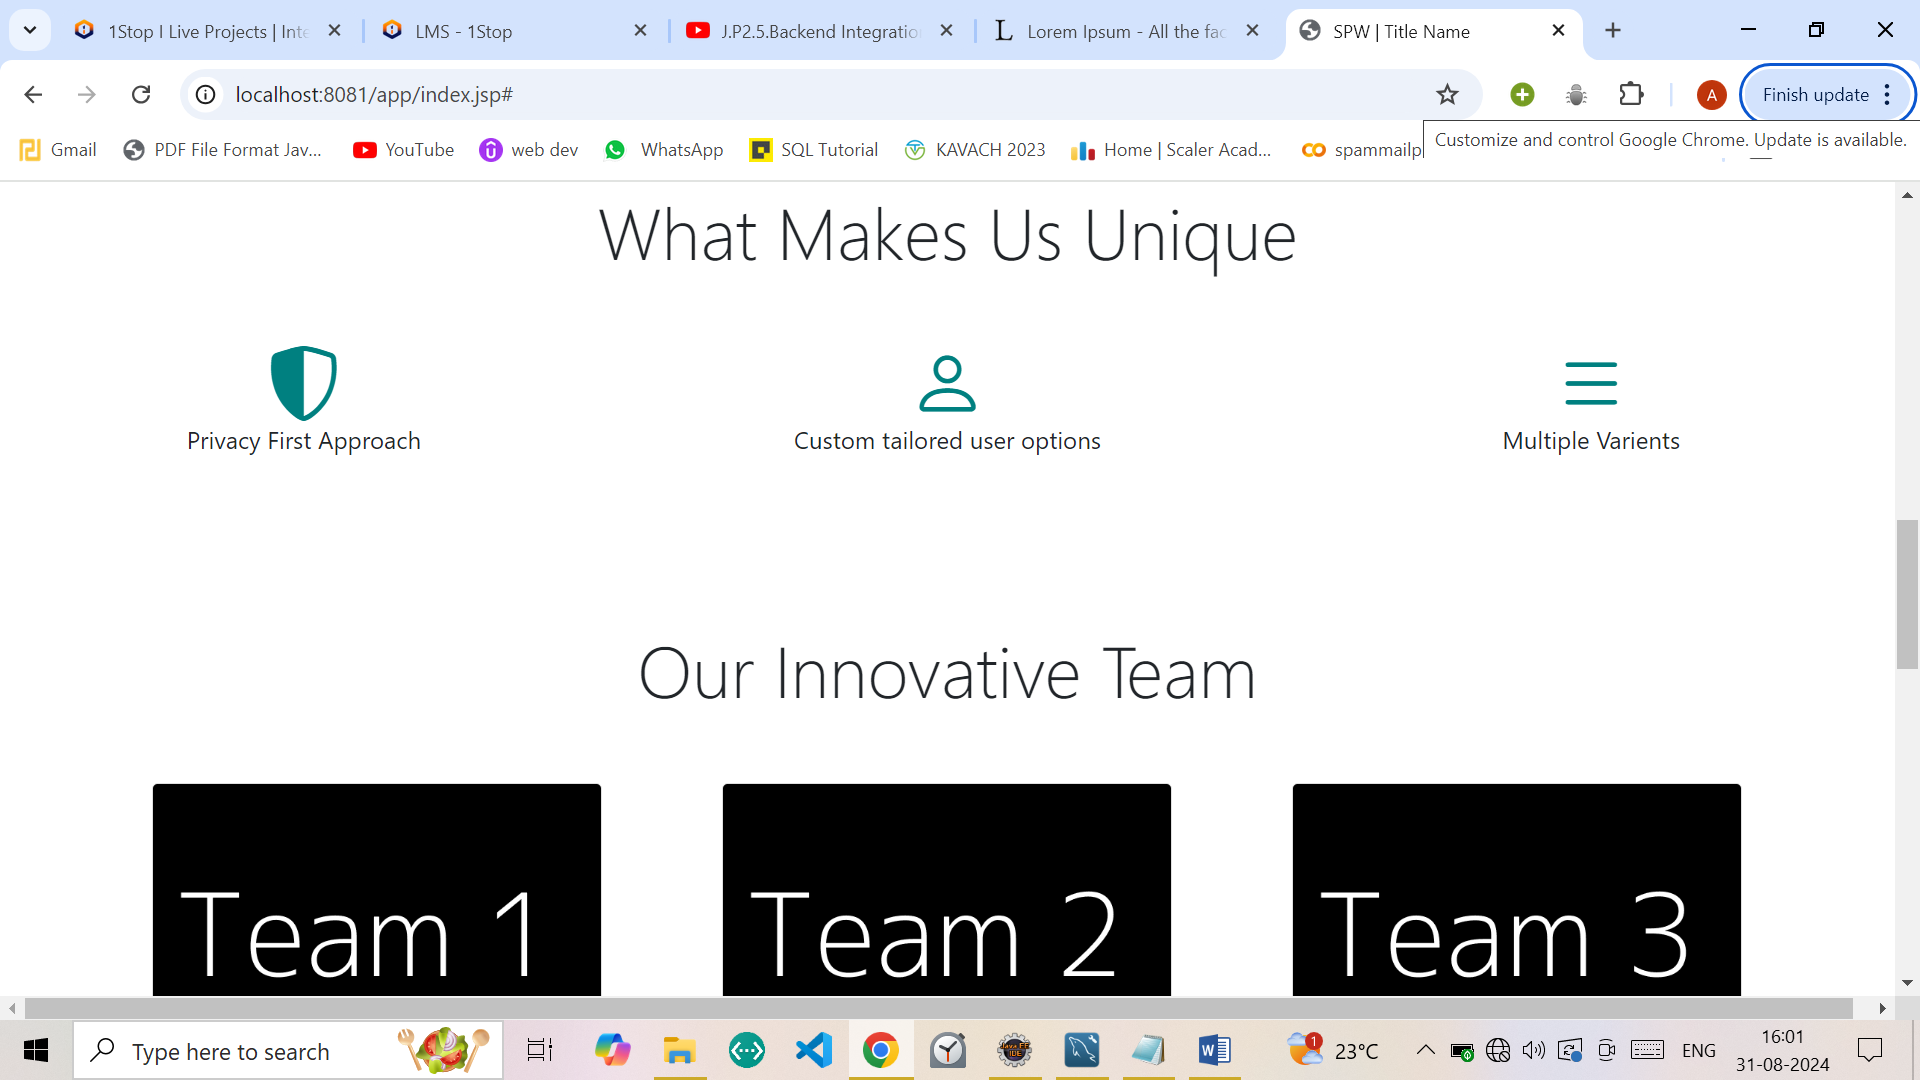 1Stop I Live Projects | Inte
LMS - 1Stop
J.P2.5.Backend Integration
Lorem Ipsum - All the fac
SPW | Title Name
localhost:8081/app/index.jsp#
A
Finish update
Customize and control Google Chrome. Update is available.
Gmail
PDF File Format Jav...
YouTube
web dev
WhatsApp
SQL Tutorial
KAVACH 2023
Home | Scaler Acad...
spammailp
What Makes Us Unique
Privacy First Approach
Custom tailored user options
Multiple Varients
Our Innovative Team
Team 1
Team 2
Team 3
Type here to search
1
23°C
ENG
16:01
31-08-2024